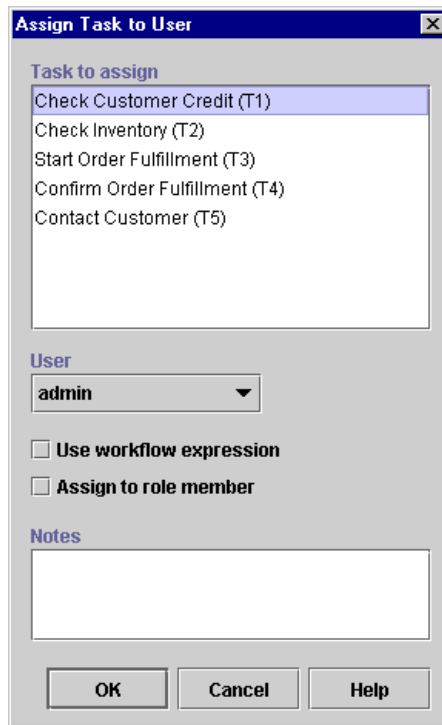 Assign Task to User
Task to assign
Check Customer Credit (T1)
Check Inventory (T2)
Start Order Fulfillment (T3)
Confirm Order Fulfillment (T4)
Contact Customer (T5)
User
admin
Use workflow expression
Assign to role member
Notes
OK Cancel Help